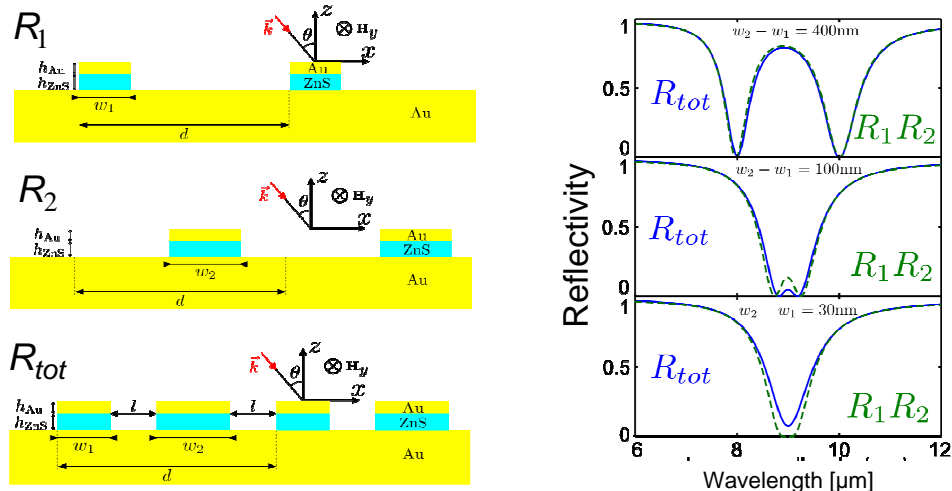 R1
z
k⃗
θ
⊗ Hy
x
hAu
hZnS
Au
ZnS
w1
d
Au
R2
z
k⃗
θ
⊗ Hy
x
hAu
hZnS
Au
ZnS
w2
d
Au
Rtot
z
k⃗
θ
⊗ Hy
x
hAu
hZnS
l
l
Au
ZnS
w1
w2
d
Au
Reflectivity
1
0.5
0
w2 − w1 = 400nm
Rtot
R1R2
1
0.5
0
w2 − w1 = 100nm
Rtot
R1R2
1
0.5
0
w2 w1 = 30nm
Rtot
R1R2
6 8 10 12
Wavelength [µm]